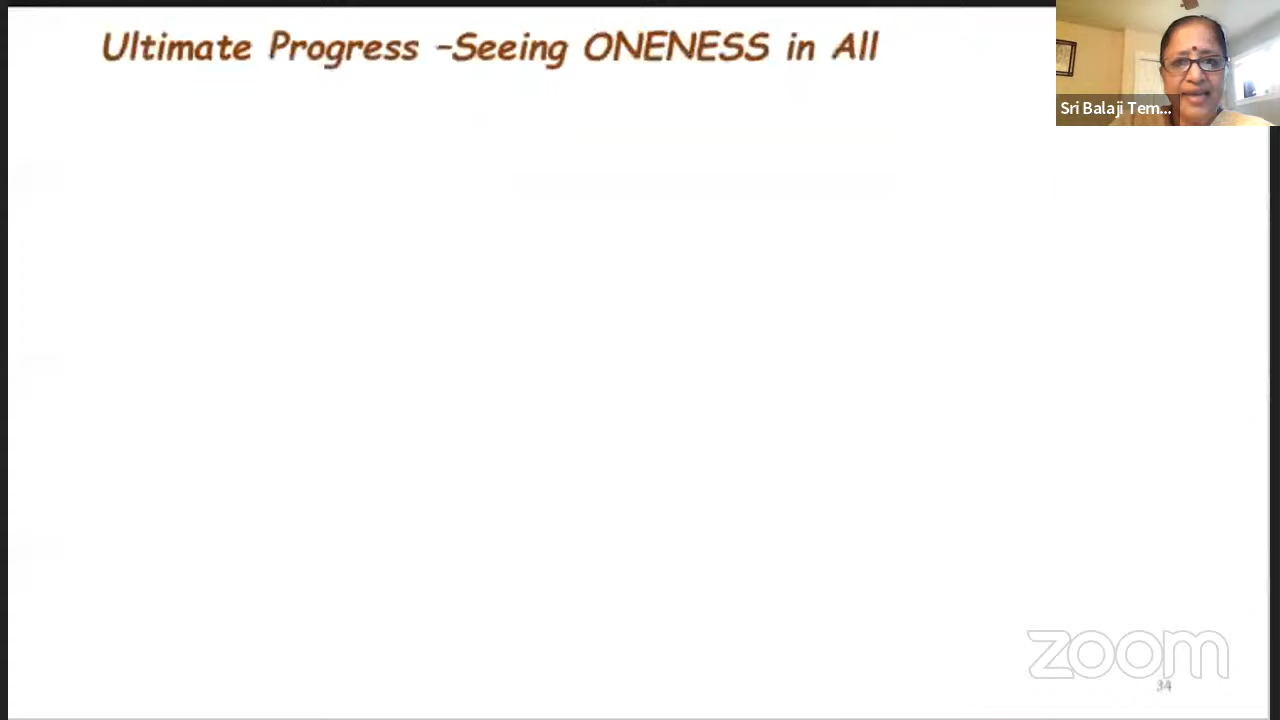 Ultimate Progress –Seeing ONENESS in All
Sri Balaji Tem...
zoom
34